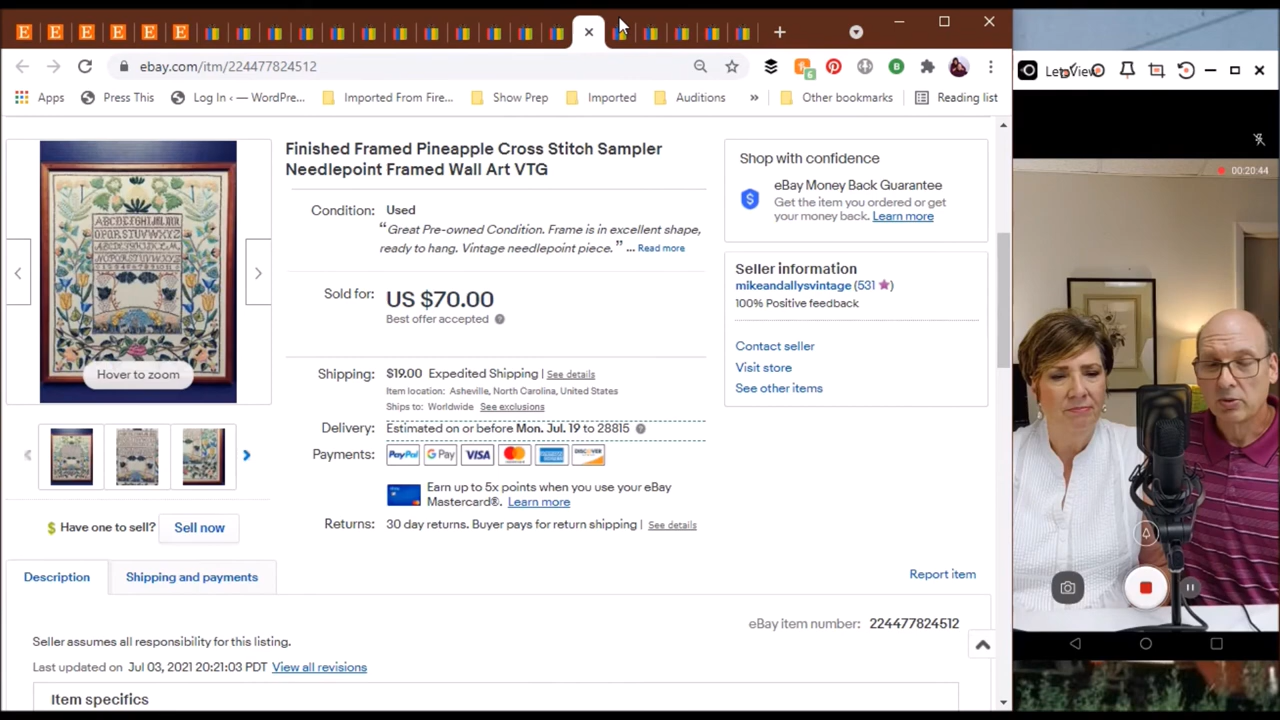 ebay.com/itm/224477824512
Apps
Press This
Log In ‹ — WordPre...
Imported From Fire...
Show Prep
Imported
Auditions
»
Other bookmarks
Reading list
6
B
Finished Framed Pineapple Cross Stitch Sampler
Needlepoint Framed Wall Art VTG
Condition: Used
“Great Pre-owned Condition. Frame is in excellent shape,
ready to hang. Vintage needlepoint piece.” ... Read more
Sold for: US $70.00
Best offer accepted
Shipping: $19.00 Expedited Shipping | See details
Item location: Asheville, North Carolina, United States
Ships to: Worldwide See exclusions
Delivery: Estimated on or before Mon. Jul. 19 to 28815
Payments: PayPal G Pay VISA
DISCOVER
Earn up to 5x points when you use your eBay
Mastercard®. Learn more
Returns: 30 day returns. Buyer pays for return shipping | See details
Hover to zoom
$ Have one to sell? Sell now
Shop with confidence
eBay Money Back Guarantee
Get the item you ordered or get
your money back. Learn more
Seller information
mikeandallysvintage (531 ★)
100% Positive feedback
Contact seller
Visit store
See other items
Description
Shipping and payments
Report item
eBay item number: 224477824512
Seller assumes all responsibility for this listing.
Last updated on Jul 03, 2021 20:21:03 PDT View all revisions
Item specifics
LetsView
00:20:44